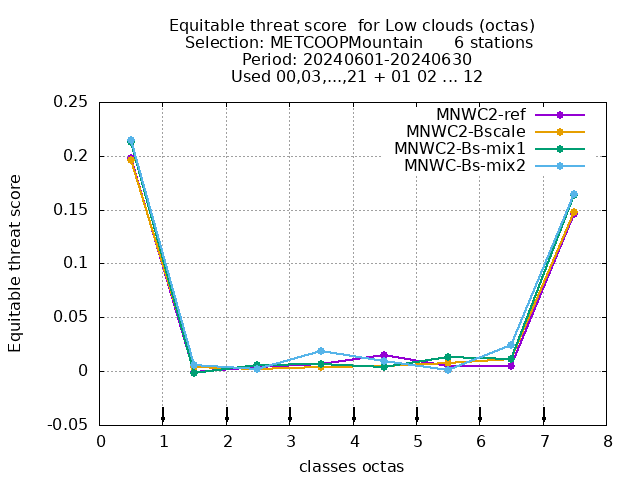 Equitable threat score  for Low clouds (octas)
Selection: METCOOPMountain      6 stations
Period: 20240601-20240630
Used 00,03,...,21 + 01 02 ... 12
MNWC2-ref
MNWC2-Bscale
MNWC2-Bs-mix1
MNWC-Bs-mix2
0.25
0.2
0.15
0.1
0.05
0
-0.05
Equitable threat score
0 1 2 3 4 5 6 7 8
classes octas